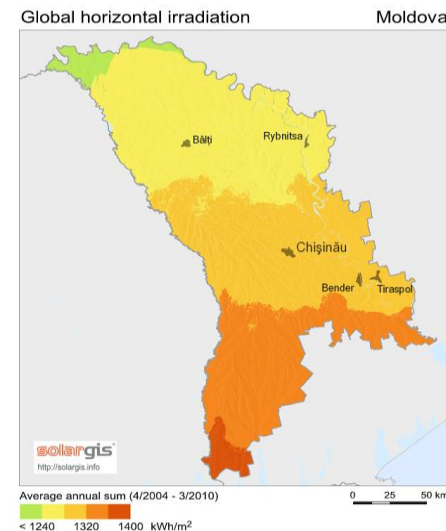 Global horizontal irradiation Moldova
Bălți
Rybnitsa
Chişinău
Bender
Tiraspol
solargis
http://solargis.info
Average annual sum (4/2004 - 3/2010)
0 25 50 km
< 1240 1320 1400 kWh/m²